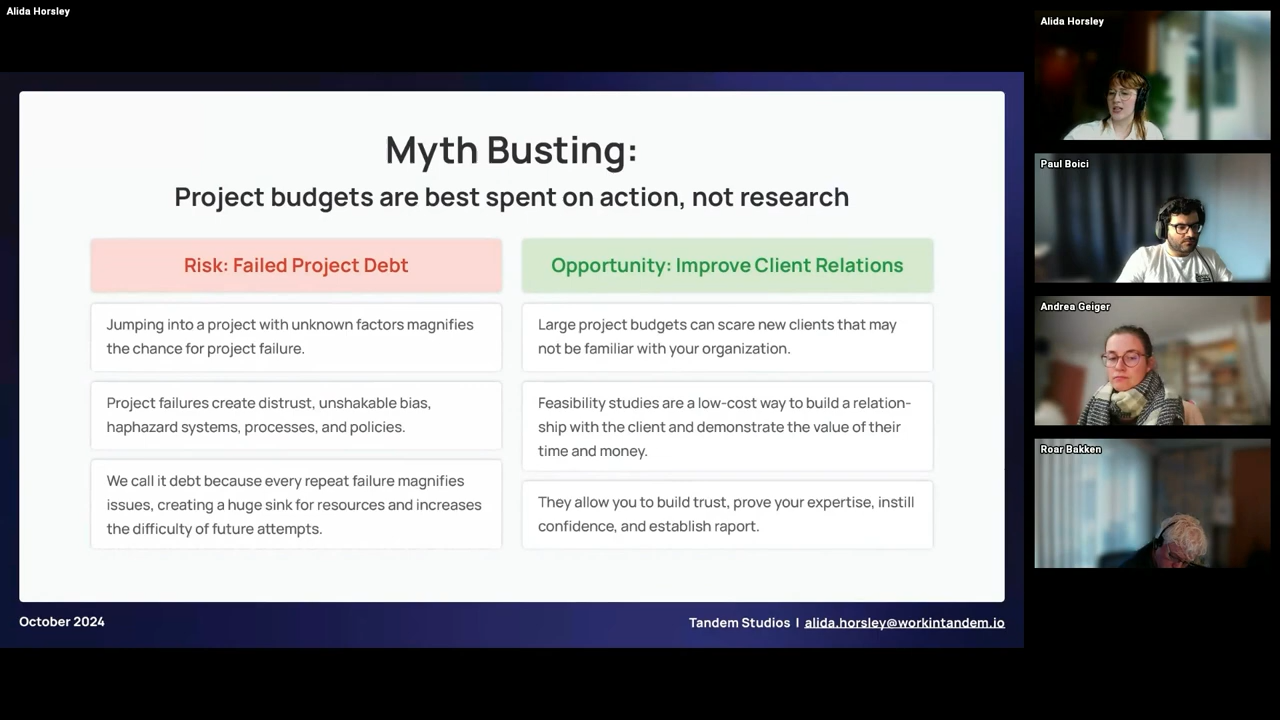 Alida Horsley
Myth Busting:
Project budgets are best spent on action, not research
Risk: Failed Project Debt
Jumping into a project with unknown factors magnifies
the chance for project failure.
Project failures create distrust, unshakable bias,
haphazard systems, processes, and policies.
We call it debt because every repeat failure magnifies
issues, creating a huge sink for resources and increases
the difficulty of future attempts.
Opportunity: Improve Client Relations
Large project budgets can scare new clients that may
not be familiar with your organization.
Feasibility studies are a low-cost way to build a relation-
ship with the client and demonstrate the value of their
time and money.
They allow you to build trust, prove your expertise, instill
confidence, and establish raport.
October 2024
Tandem Studios | alida.horsley@workintandem.io
Alida Horsley
Paul Boici
Andrea Geiger
Roar Bakken